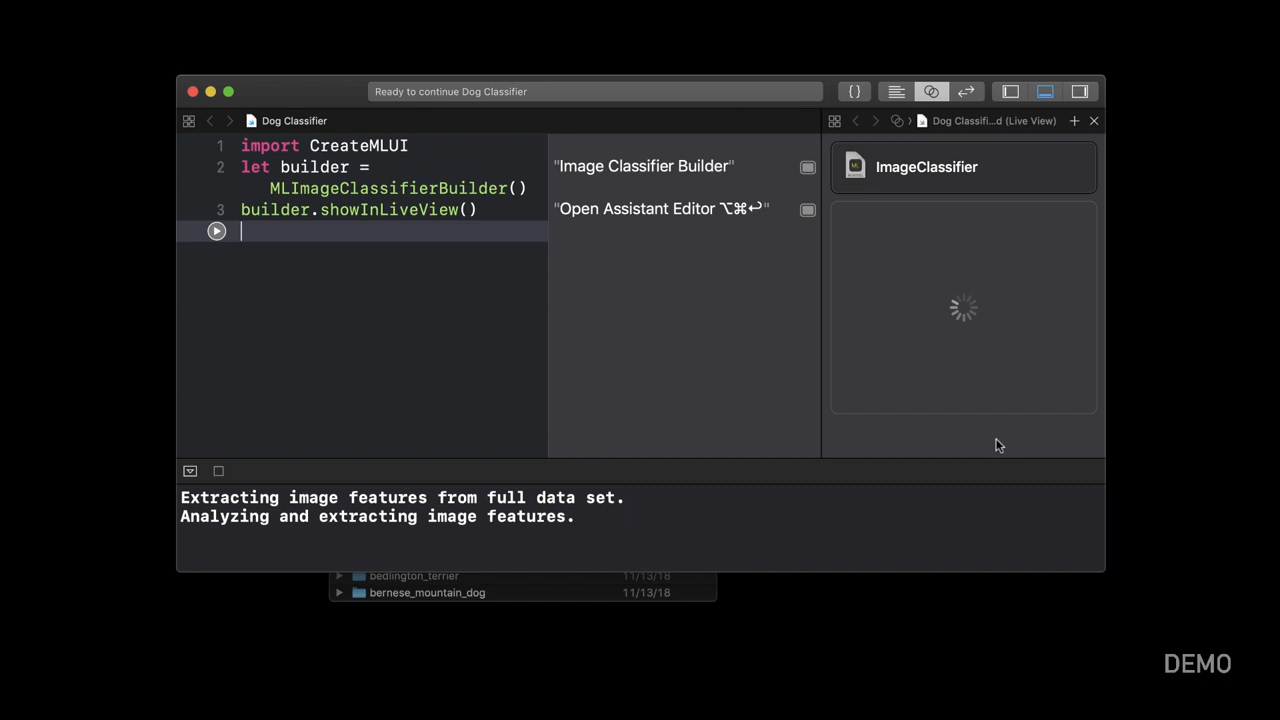 Ready to continue Dog Classifier
{}
Dog Classifier
Dog Classifi...d (Live View)
1 import CreateMLUI
2 let builder =
MLImageClassifierBuilder()
3 builder.showInLiveView()
"Image Classifier Builder"
"Open Assistant Editor ⌥⌘↩"
ML
ImageClassifier
Extracting image features from full data set.
Analyzing and extracting image features.
bedlington_terrier 11/13/18
bernese_mountain_dog 11/13/18
DEMO